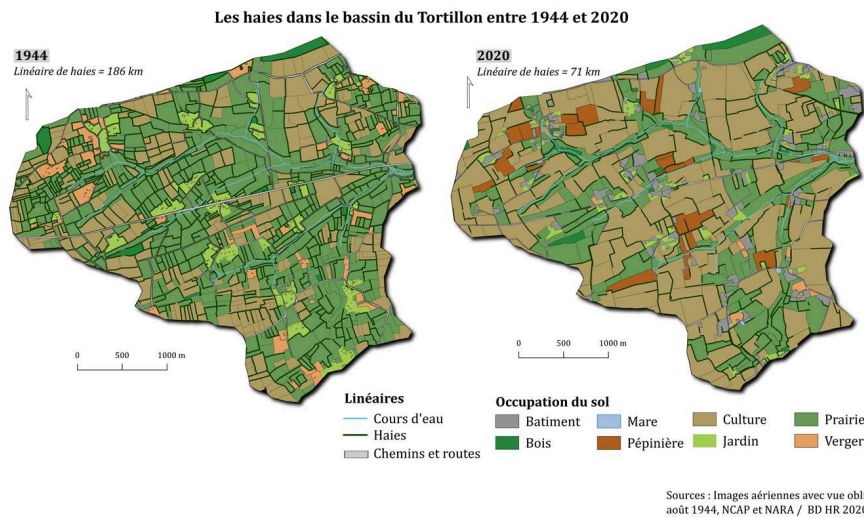 Les haies dans le bassin du Tortillon entre 1944 et 2020
1944
Linéaire de haies = 186 km
2020
Linéaire de haies = 71 km
0 500 1000 m
0 500 1000 m
Linéaires
Cours d'eau
Haies
Chemins et routes
Occupation du sol
Batiment
Mare
Culture
Prairie
Bois
Pépinière
Jardin
Verger
Sources : Images aériennes avec vue obli
août 1944, NCAP et NARA / BD HR